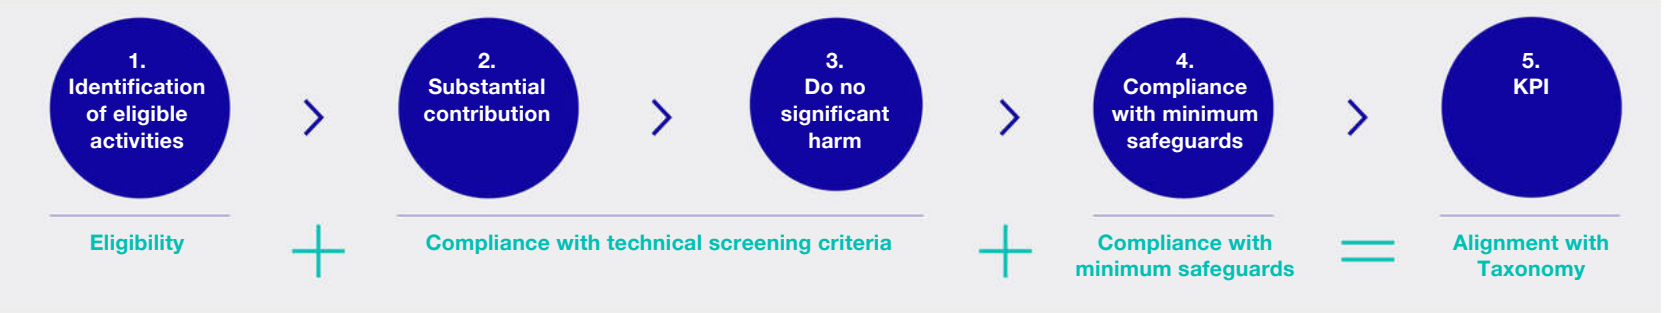 1.
Identification
of eligible
activities
2.
Substantial
contribution
3.
Do no
significant
harm
4.
Compliance
with minimum
safeguards
5.
KPI
Eligibility
Compliance with technical screening criteria
Compliance with
minimum safeguards
Alignment with
Taxonomy